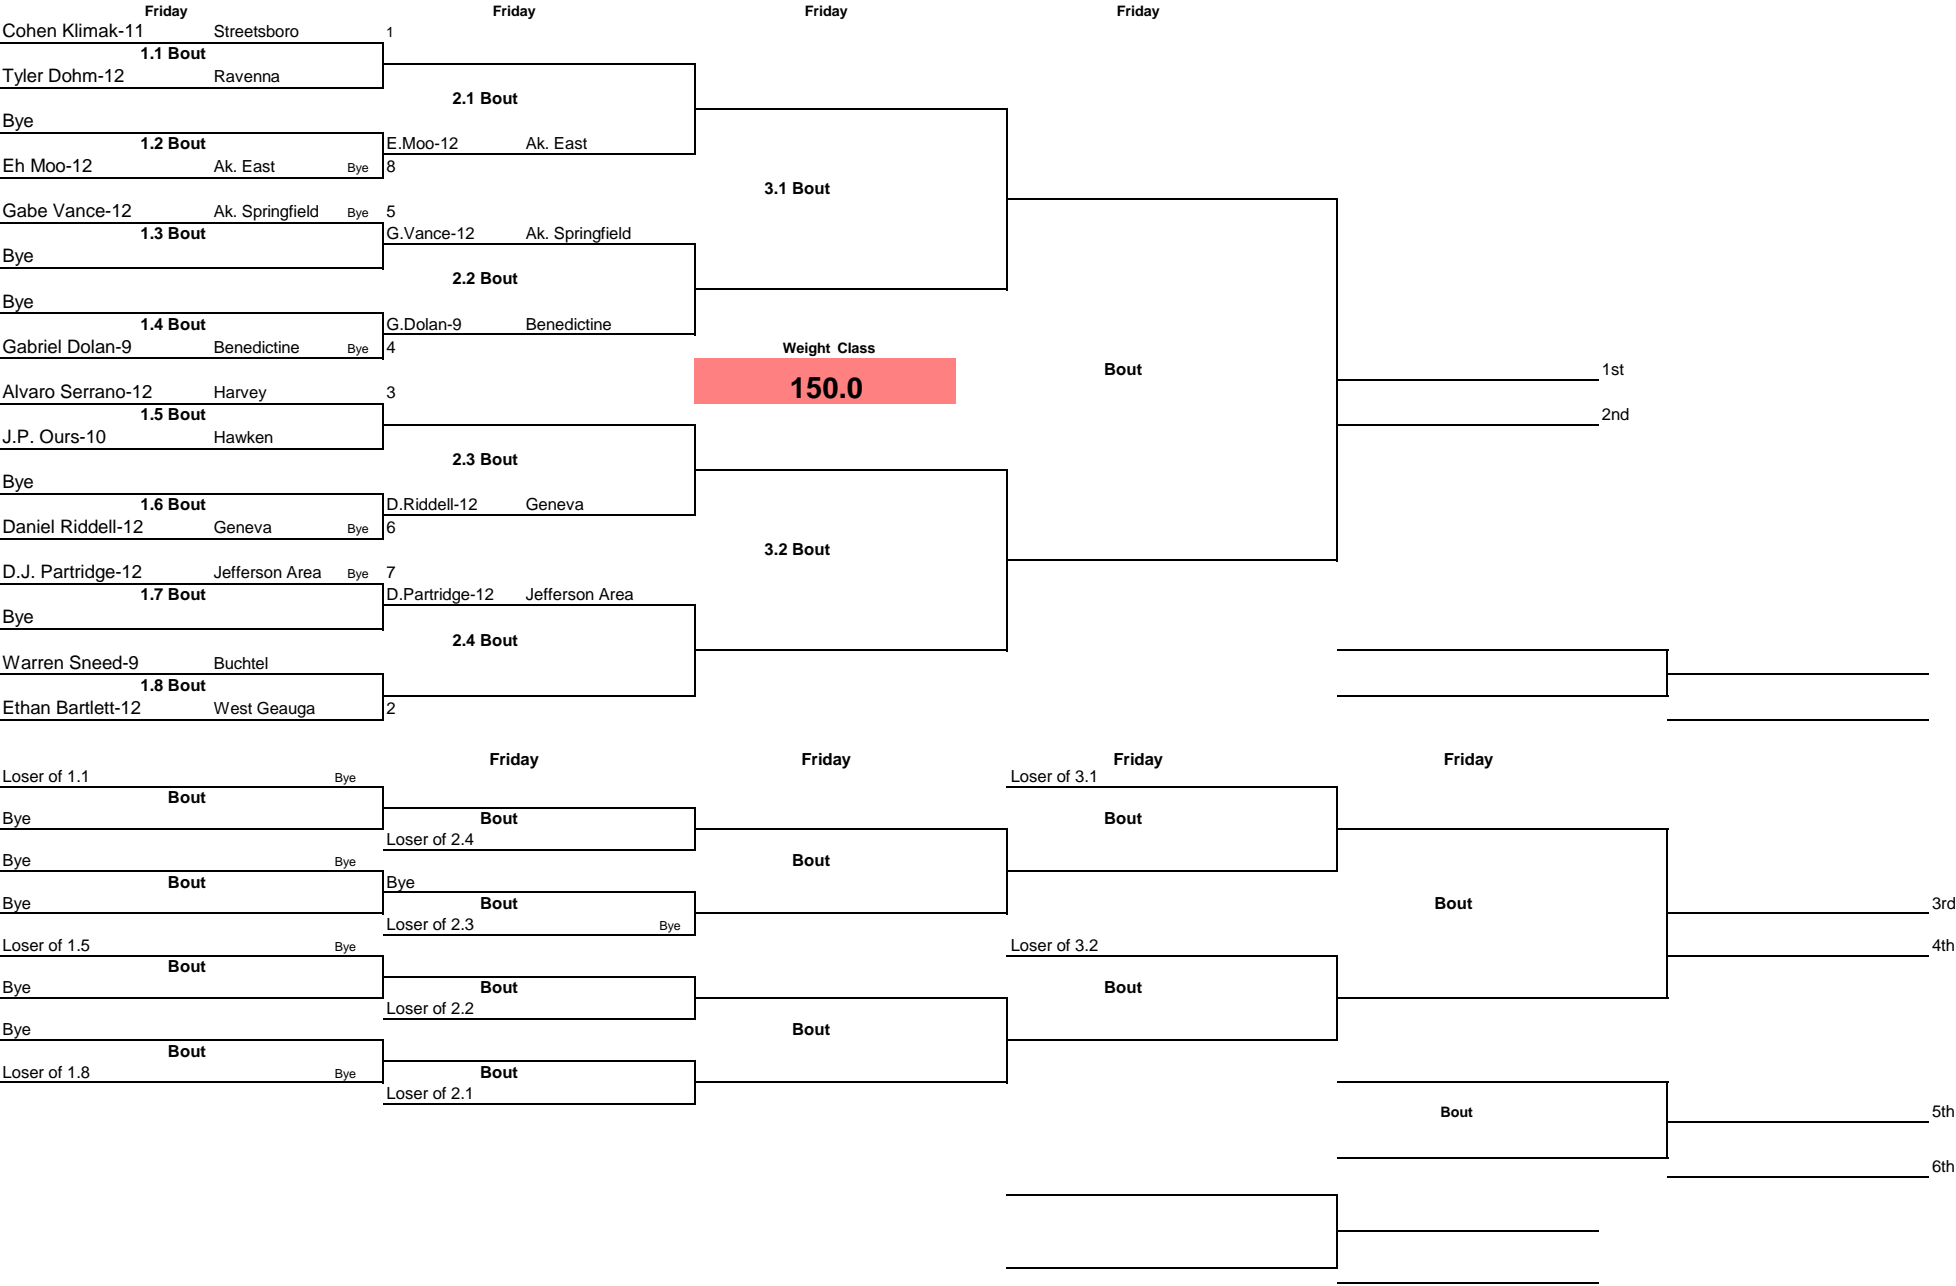 Friday Friday Friday Friday
Cohen Klimak-11 Streetsboro 1
1.1 Bout
Tyler Dohm-12 Ravenna
2.1 Bout
Bye
1.2 Bout E.Moo-12 Ak. East
Eh Moo-12 Ak. East Bye 8
3.1 Bout
Gabe Vance-12 Ak. Springfield Bye 5
1.3 Bout G.Vance-12 Ak. Springfield
Bye
2.2 Bout
Bye
1.4 Bout G.Dolan-9 Benedictine
Gabriel Dolan-9 Benedictine Bye 4 Weight Class
Bout 1st
Alvaro Serrano-12 Harvey 3 150.0
1.5 Bout 2nd
J.P. Ours-10 Hawken
2.3 Bout
Bye
1.6 Bout D.Riddell-12 Geneva
Daniel Riddell-12 Geneva Bye 6
3.2 Bout
D.J. Partridge-12 Jefferson Area Bye 7
1.7 Bout D.Partridge-12 Jefferson Area
Bye
2.4 Bout
Warren Sneed-9 Buchtel
1.8 Bout
Ethan Bartlett-12 West Geauga 2
Friday Friday Friday Friday
Loser of 1.1 Bye Loser of 3.1
Bout
Bye Bout Bout
Loser of 2.4
Bye Bye Bout
Bout Bye
Bye Bout Bout 3rd
Loser of 2.3 Bye
Loser of 1.5 Bye Loser of 3.2 4th
Bout
Bye Bout Bout
Loser of 2.2
Bye Bout
Bout
Loser of 1.8 Bye Bout
Loser of 2.1
Bout 5th
6th